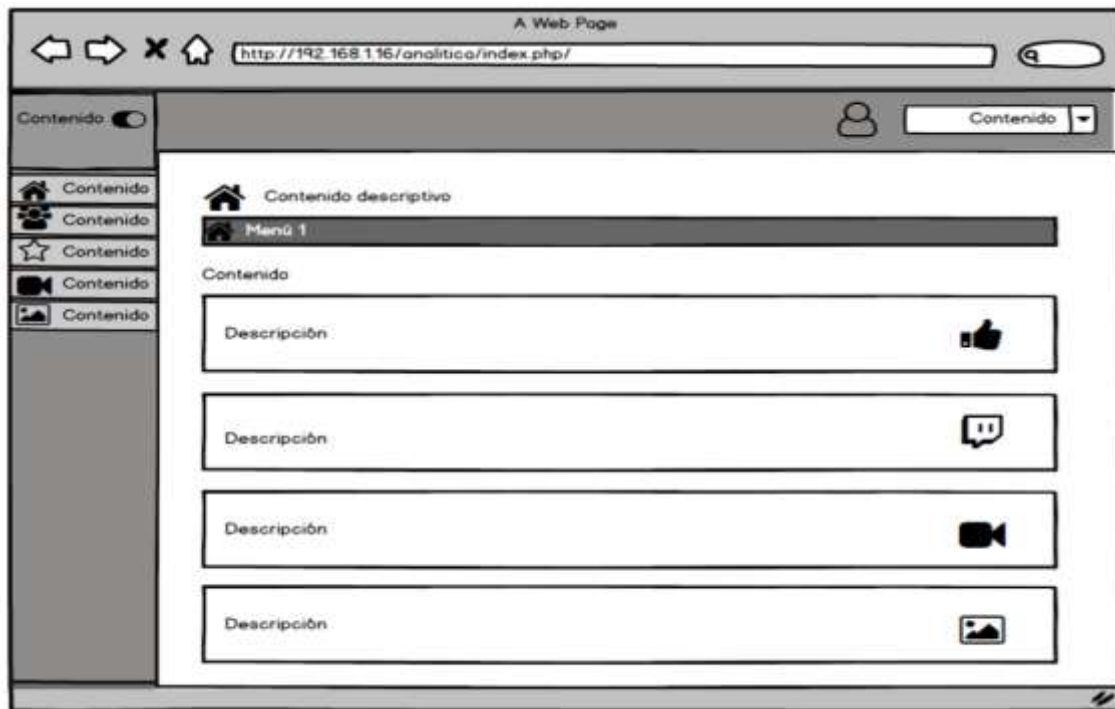 A Web Page
http://192.168.1.16/analitica/index.php/
Contenido
Contenido
Contenido
Contenido
Contenido
Contenido
Contenido
Contenido descriptivo
Menú 1
Contenido
Descripción
Descripción
Descripción
Descripción